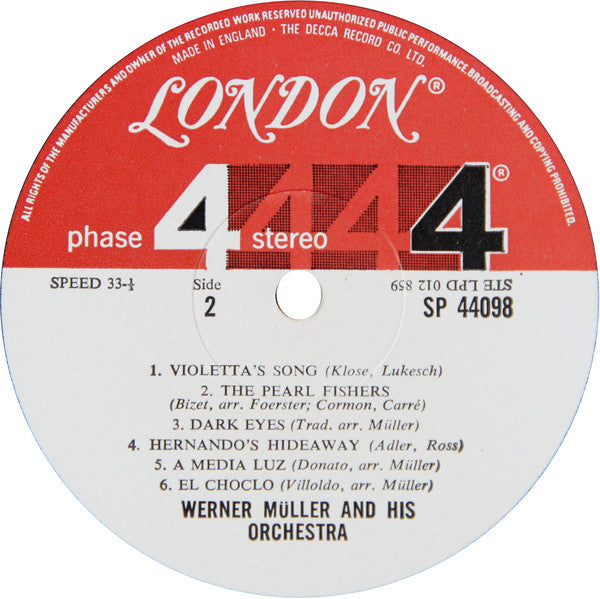 ALL RIGHTS OF THE MANUFACTURERS AND OWNER OF THE RECORDED WORK RESERVED UNAUTHORIZED PUBLIC PERFORMANCE, BROADCASTING AND COPYING PROHIBITED.
MADE IN ENGLAND · THE DECCA RECORD CO. LTD.
LONDON®
phase 4 stereo 4 4 4®
SPEED 33-⅓ Side STE LPD 012 859
2 SP 44098
1. VIOLETTA'S SONG (Klose, Lukesch)
2. THE PEARL FISHERS
(Bizet, arr. Foerster; Cormon, Carré)
3. DARK EYES (Trad. arr. Müller)
4. HERNANDO'S HIDEAWAY (Adler, Ross)
5. A MEDIA LUZ (Donato, arr. Müller)
6. EL CHOCLO (Villoldo, arr. Müller)
WERNER MÜLLER AND HIS
ORCHESTRA